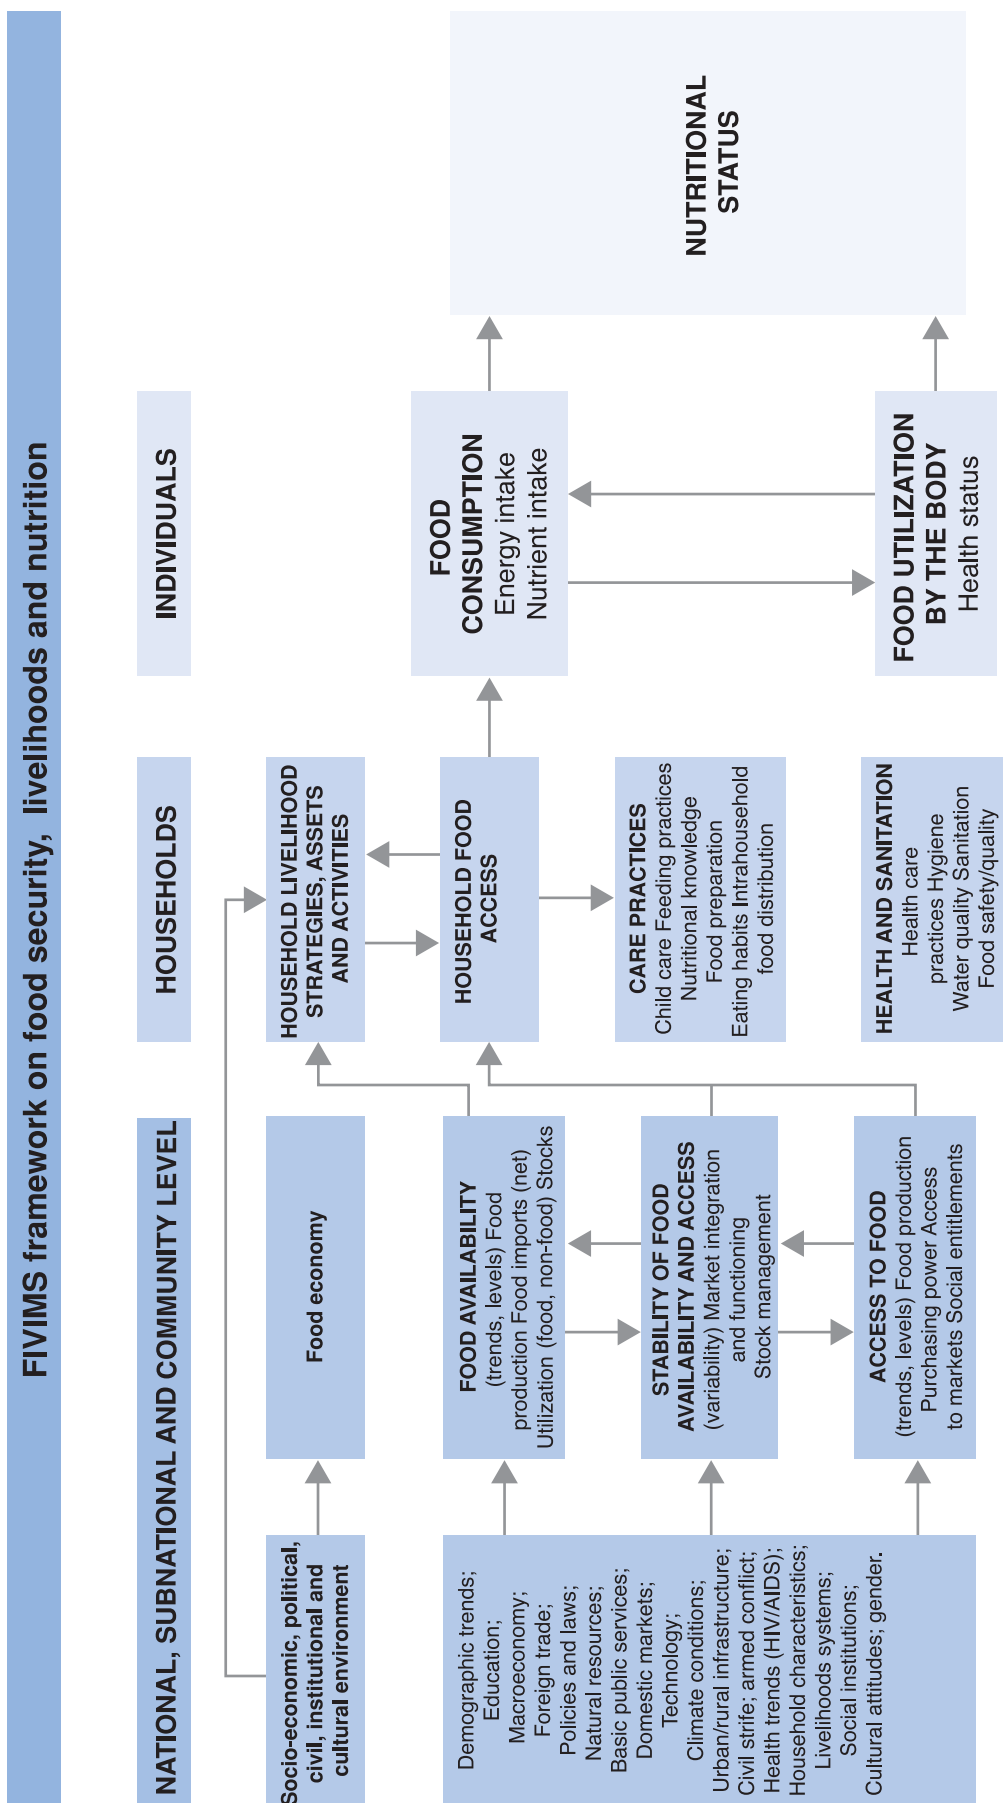 FIVIMS framework on food security, livelihoods and nutrition
NATIONAL, SUBNATIONAL AND COMMUNITY LEVEL
HOUSEHOLDS
INDIVIDUALS
Socio-economic, political,
civil, institutional and
cultural environment
Food economy
HOUSEHOLD LIVELIHOOD
STRATEGIES, ASSETS
AND ACTIVITIES
Demographic trends;
Education;
Macroeconomy;
Foreign trade;
Policies and laws;
Natural resources;
Basic public services;
Domestic markets;
Technology;
Climate conditions;
Urban/rural infrastructure;
Civil strife; armed conflict;
Health trends (HIV/AIDS);
Household characteristics;
Livelihoods systems;
Social institutions;
Cultural attitudes; gender.
FOOD AVAILABILITY
(trends, levels) Food
production Food imports (net)
Utilization (food, non-food) Stocks
STABILITY OF FOOD
AVAILABILITY AND ACCESS
(variability) Market integration
and functioning
Stock management
ACCESS TO FOOD
(trends, levels) Food production
Purchasing power Access
to markets Social entitlements
HOUSEHOLD FOOD
ACCESS
CARE PRACTICES
Child care Feeding practices
Nutritional knowledge
Food preparation
Eating habits Intrahousehold
food distribution
HEALTH AND SANITATION
Health care
practices Hygiene
Water quality Sanitation
Food safety/quality
FOOD
CONSUMPTION
Energy intake
Nutrient intake
FOOD UTILIZATION
BY THE BODY
Health status
NUTRITIONAL
STATUS